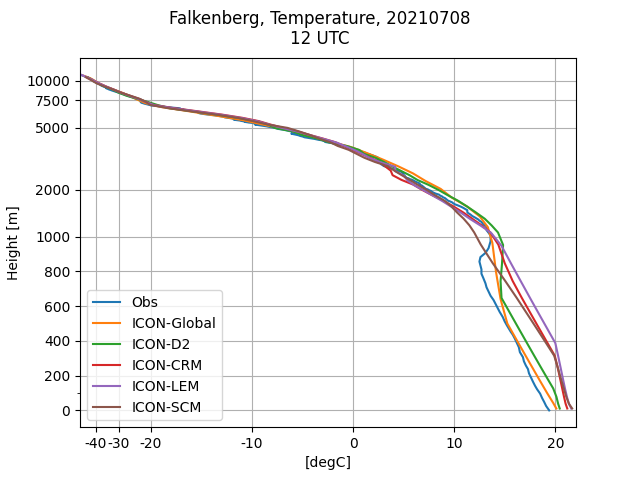 Falkenberg, Temperature, 20210708
12 UTC
Height [m]
10000
7500
5000
2000
1000
800
600
400
200
0
Obs
ICON-Global
ICON-D2
ICON-CRM
ICON-LEM
ICON-SCM
-40 -30 -20 -10 0 10 20
[degC]